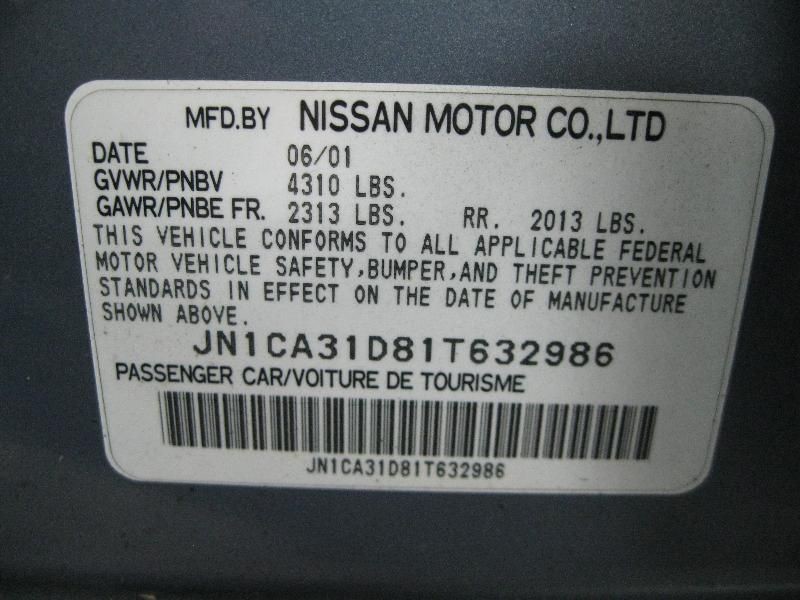 MFD.BY NISSAN MOTOR CO.,LTD
DATE 06/01
GVWR/PNBV 4310 LBS.
GAWR/PNBE FR. 2313 LBS. RR. 2013 LBS.
THIS VEHICLE CONFORMS TO ALL APPLICABLE FEDERAL
MOTOR VEHICLE SAFETY,BUMPER,AND THEFT PREVENTION
STANDARDS IN EFFECT ON THE DATE OF MANUFACTURE
SHOWN ABOVE.
JN1CA31D81T632986
PASSENGER CAR/VOITURE DE TOURISME
JN1CA31D81T632986